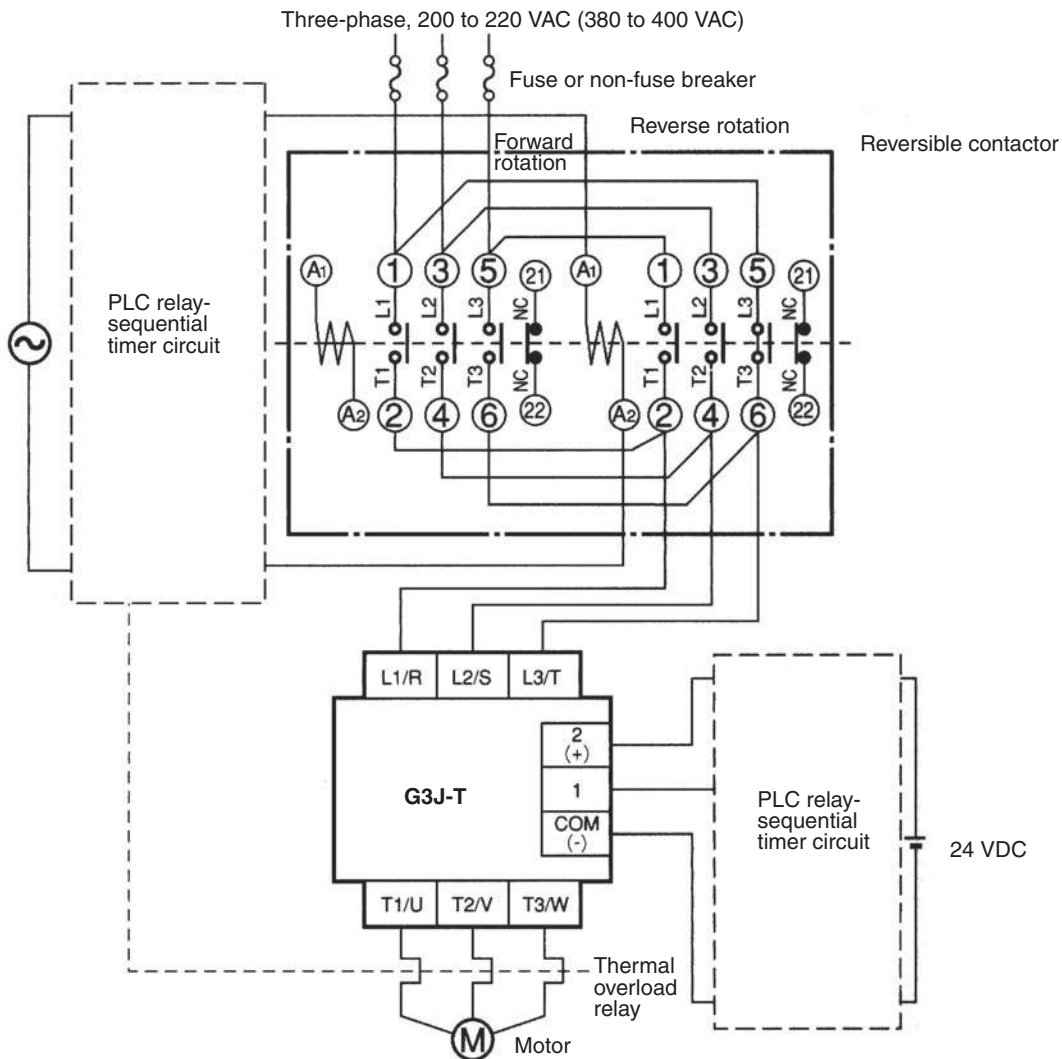 Three-phase, 200 to 220 VAC (380 to 400 VAC)
Fuse or non-fuse breaker
Reverse rotation
Reversible contactor
Forward
rotation
A1 1 3 5 21 A1 1 3 5 21
L1 L2 L3 NC L1 L2 L3 NC
PLC relay-
sequential
timer circuit
T1 T2 T3 NC T1 T2 T3 NC
A2 2 4 6 22 A2 2 4 6 22
L1/R L2/S L3/T
2
(+)
G3J-T
1
COM
(-)
PLC relay-
sequential
timer circuit
24 VDC
T1/U T2/V T3/W
Thermal
overload
relay
M
Motor